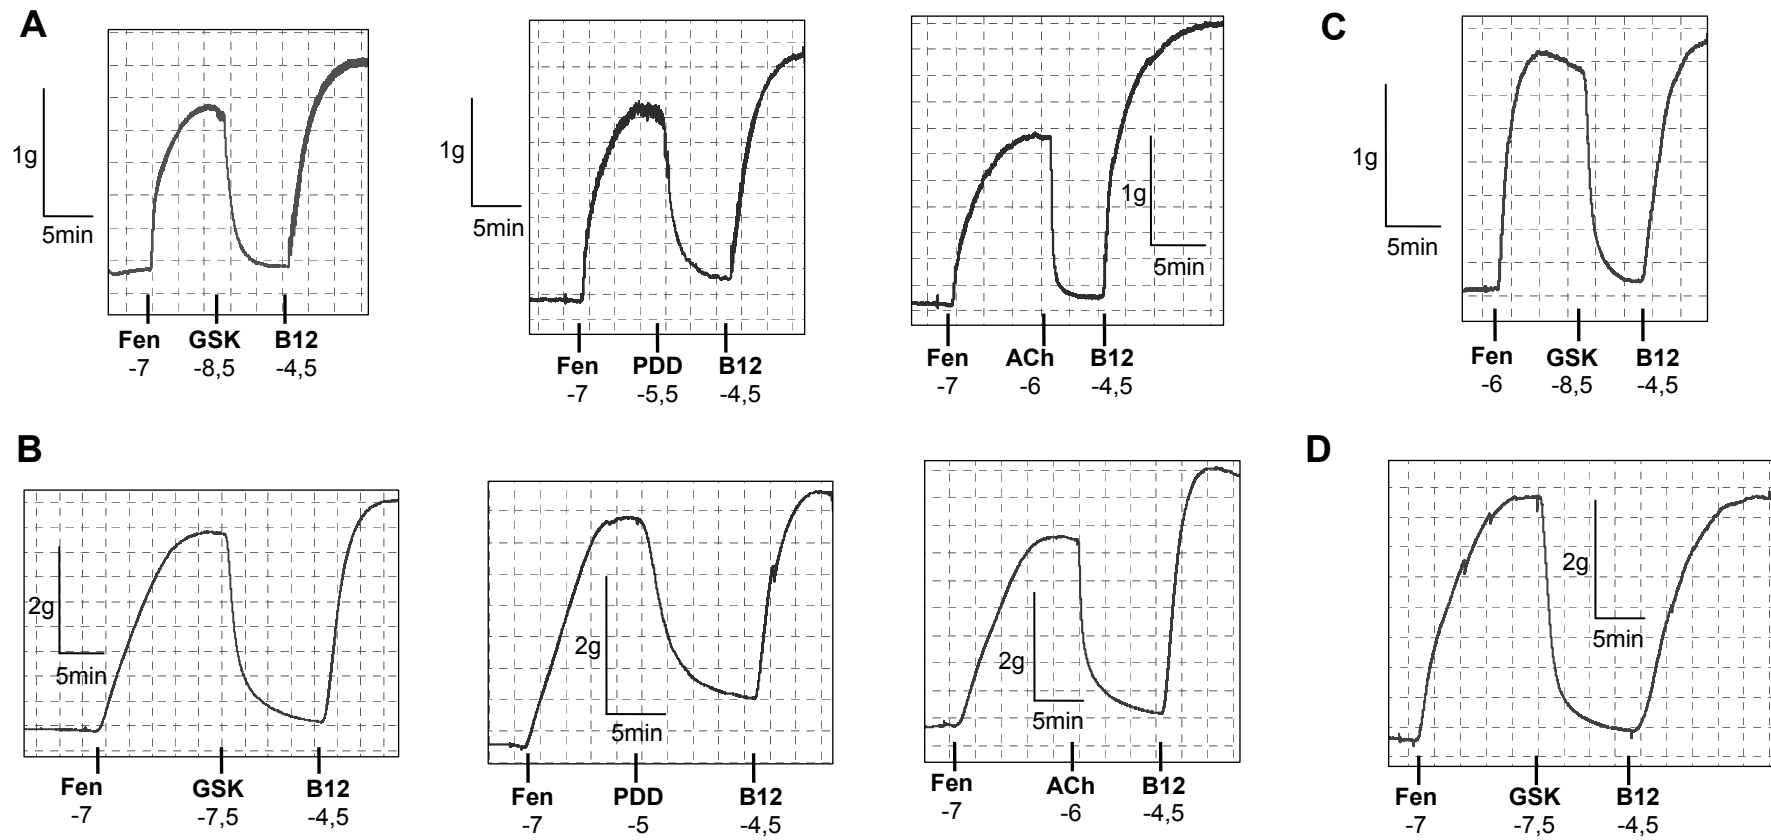 A
1g
5min
Fen GSK B12
-7 -8,5 -4,5
1g
5min
Fen PDD B12
-7 -5,5 -4,5
1g
5min
Fen ACh B12
-7 -6 -4,5
C
1g
5min
Fen GSK B12
-6 -8,5 -4,5
B
2g
5min
Fen GSK B12
-7 -7,5 -4,5
2g
5min
Fen PDD B12
-7 -5 -4,5
2g
5min
Fen ACh B12
-7 -6 -4,5
D
2g
5min
Fen GSK B12
-7 -7,5 -4,5